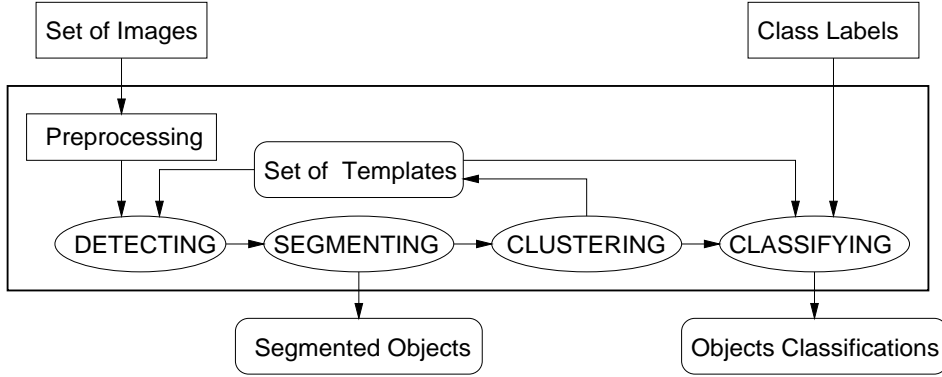 Set of Images
Class Labels
Preprocessing
Set of Templates
DETECTING
SEGMENTING
CLUSTERING
CLASSIFYING
Segmented Objects
Objects Classifications